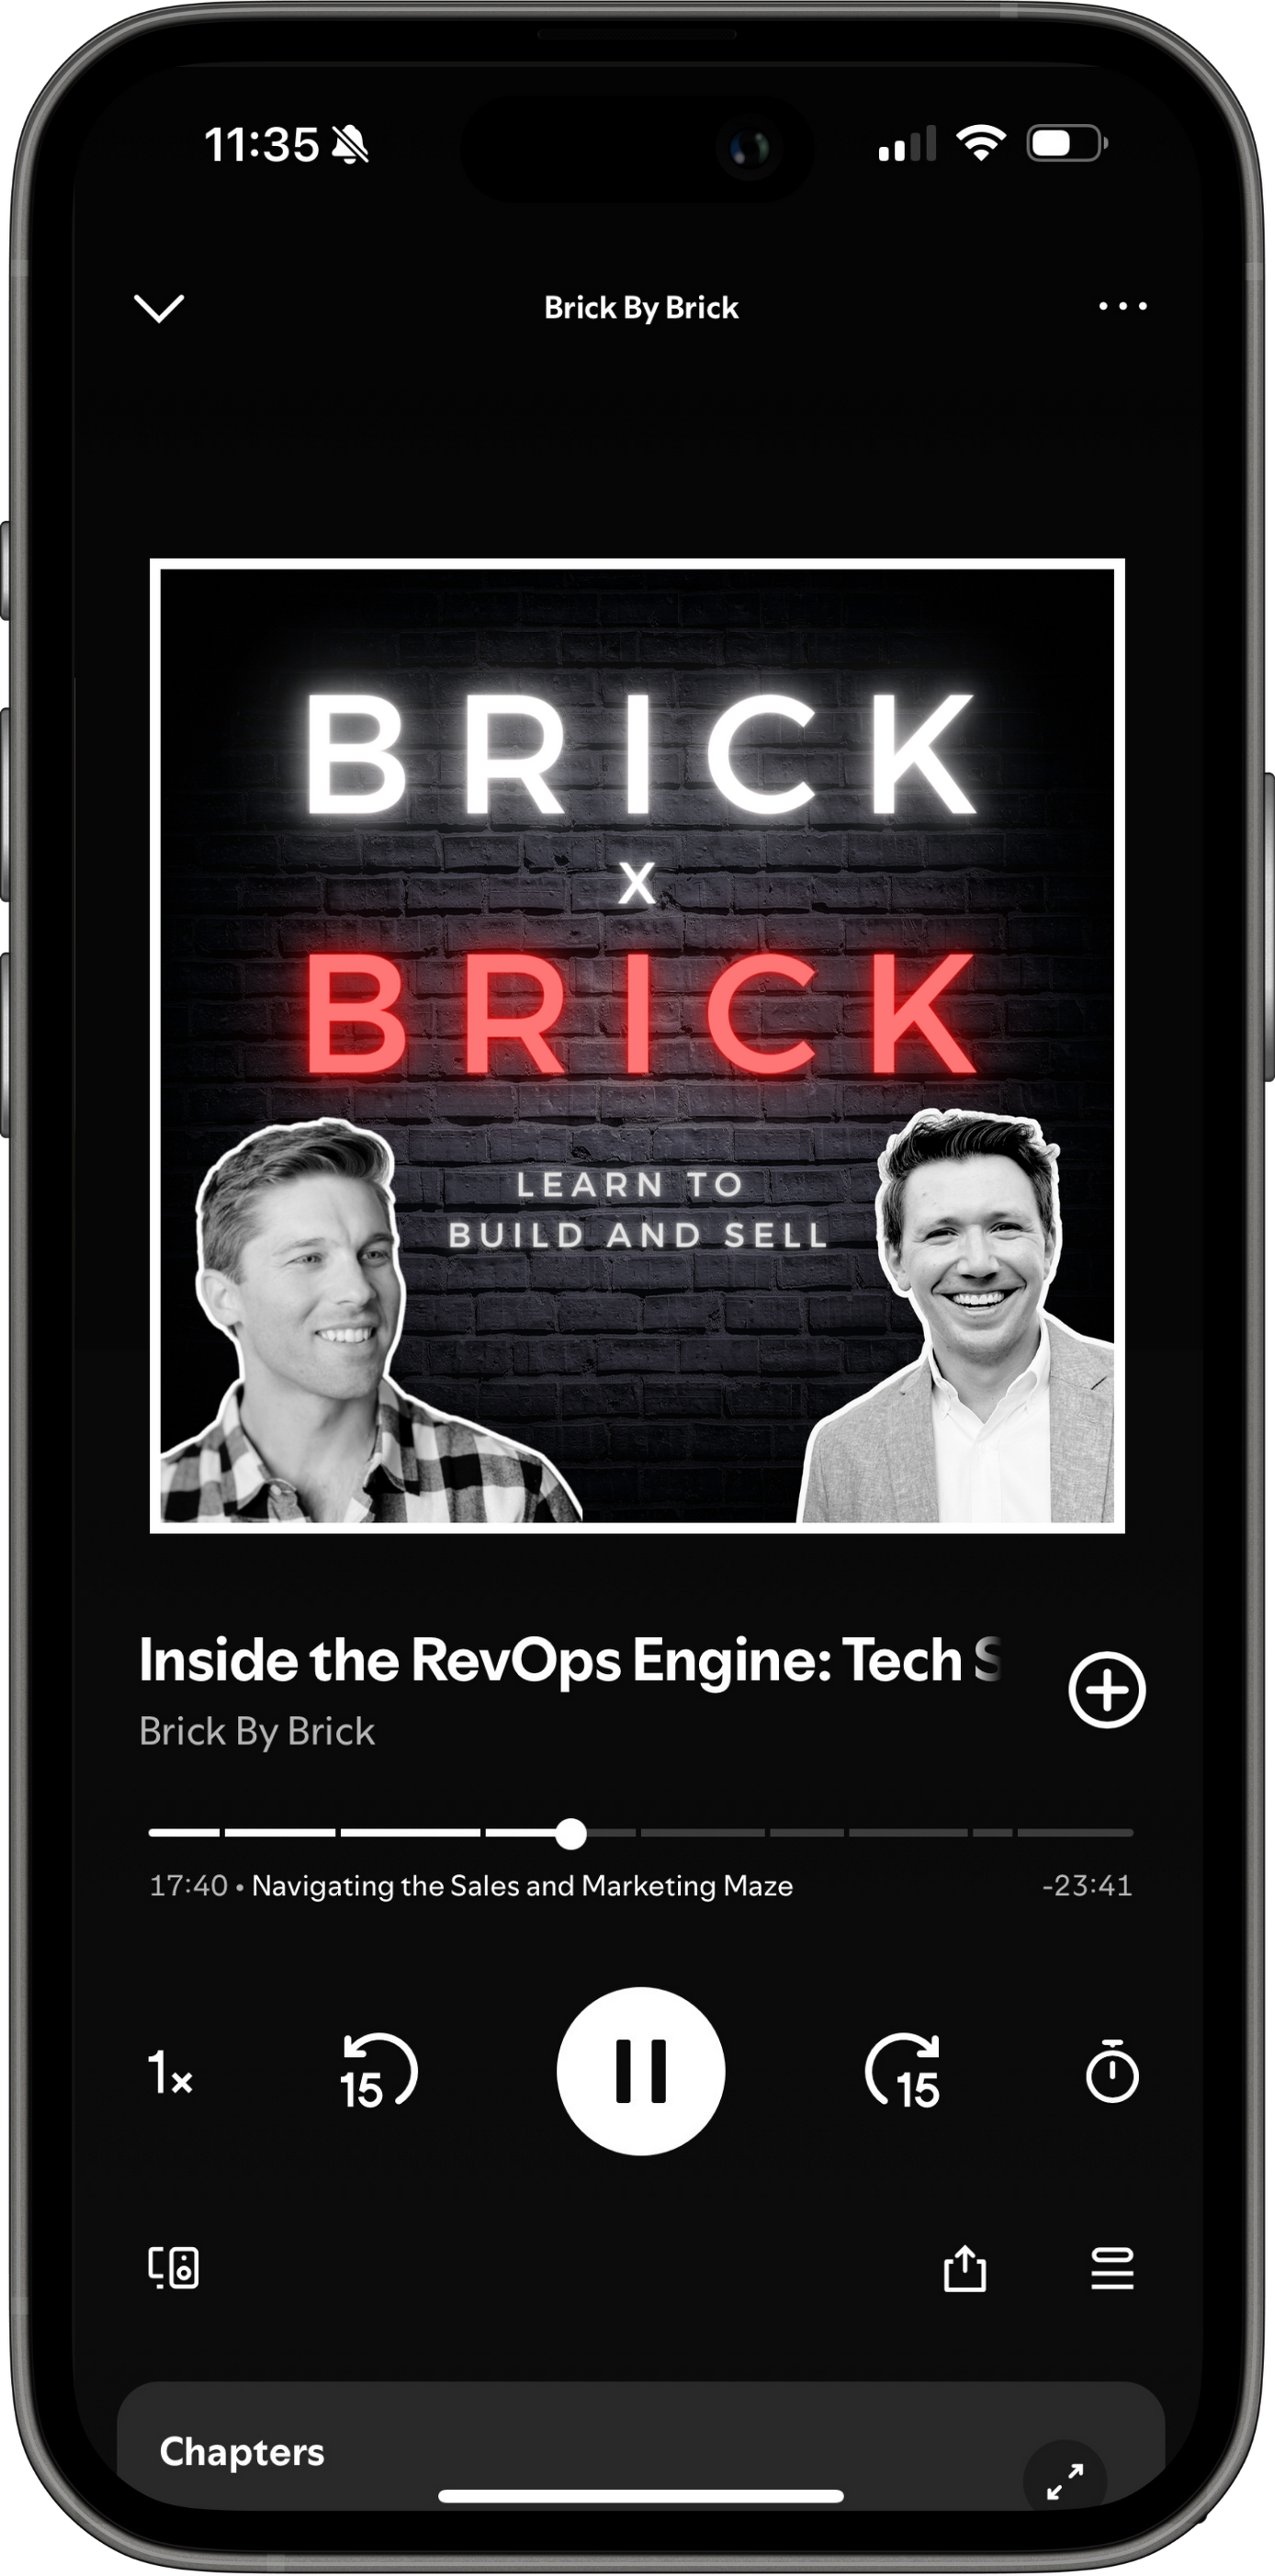 11:35
Brick By Brick
BRICK
X
BRICK
LEARN TO
BUILD AND SELL
Inside the RevOps Engine: Tech S
Brick By Brick
17:40 • Navigating the Sales and Marketing Maze -23:41
1x 15 15
Chapters